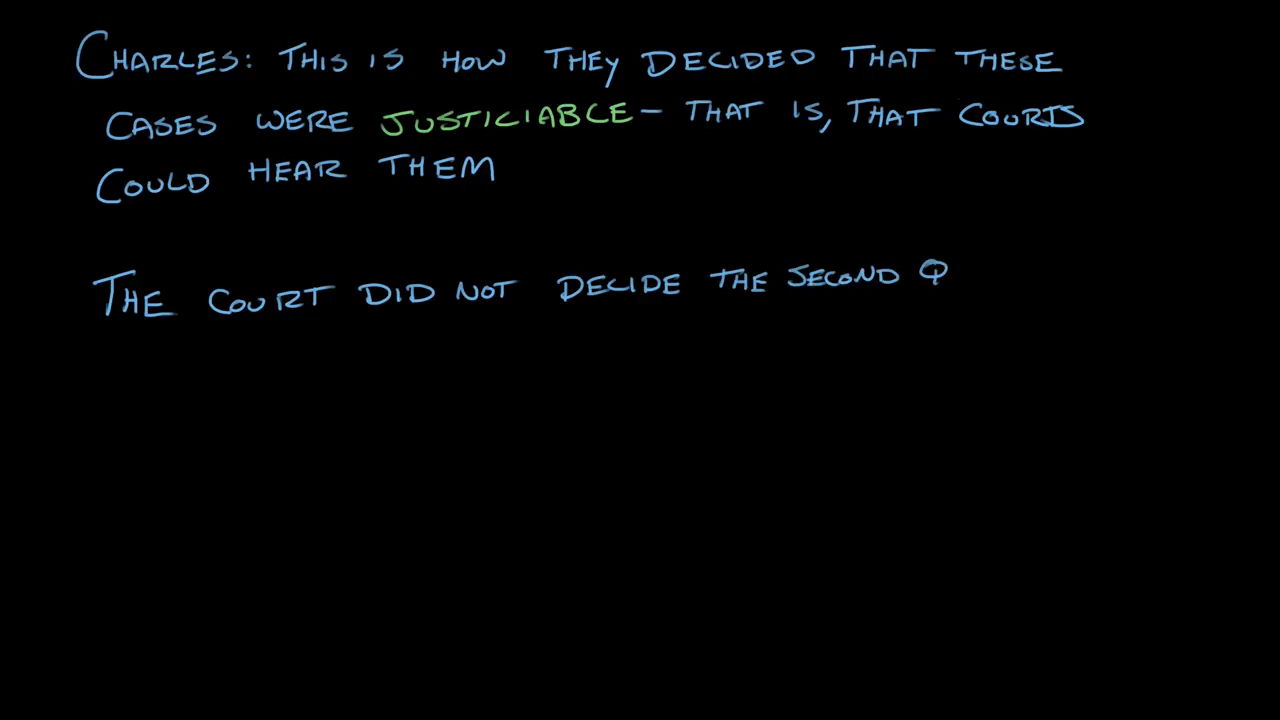 CHARLES: THIS IS HOW THEY DECIDED THAT THESE
CASES WERE JUSTICIABLE – THAT IS, THAT COURTS
COULD HEAR THEM
THE COURT DID NOT DECIDE THE SECOND Q